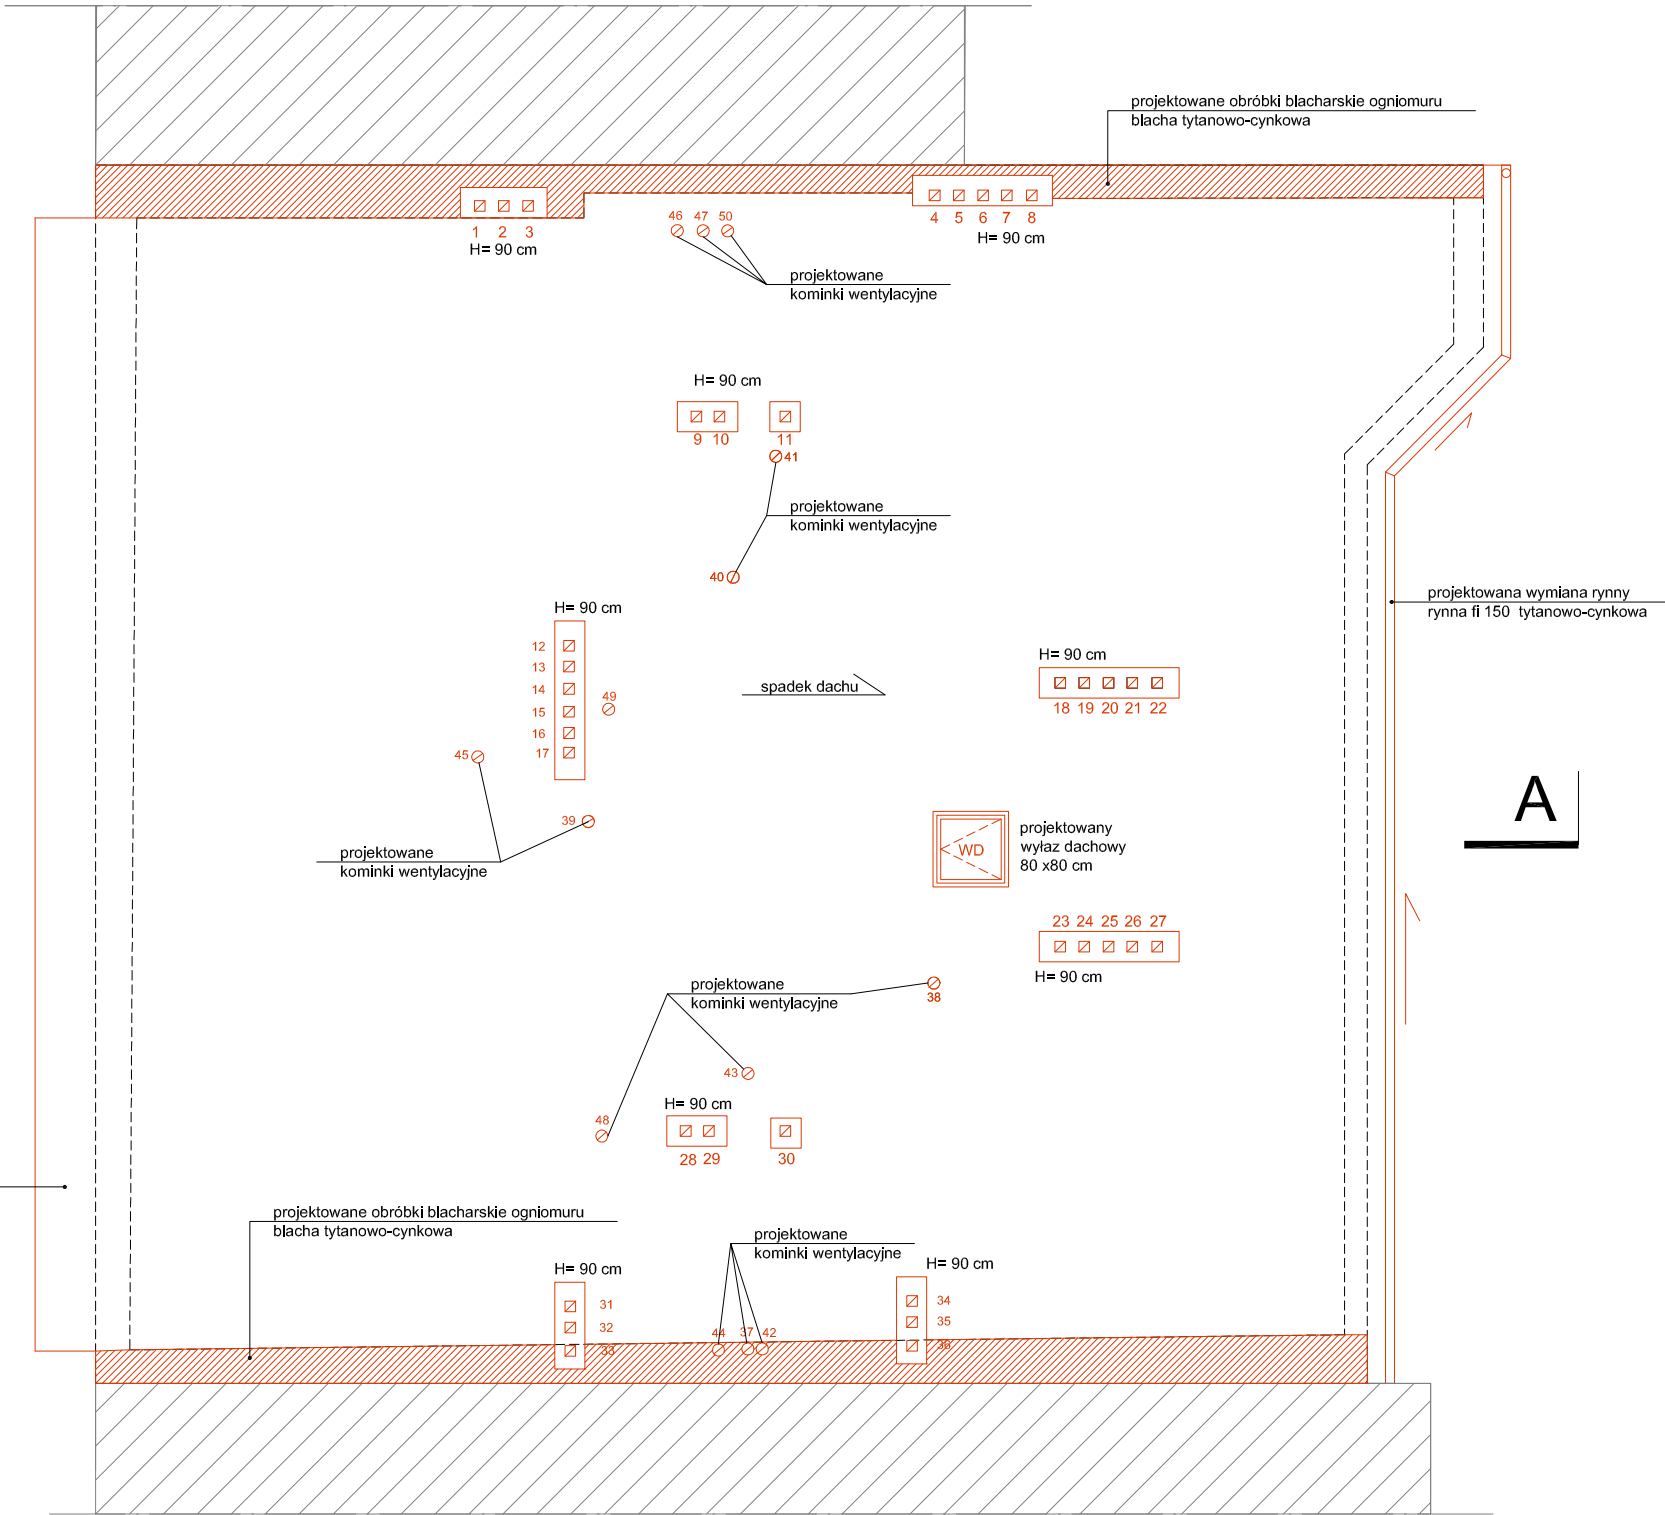 projektowane obróbki blacharskie ogniomuru
blacha tytanowo-cynkowa
1 2 3
H= 90 cm
46 47 50
4 5 6 7 8
H= 90 cm
projektowane
kominki wentylacyjne
H= 90 cm
9 10
11
41
projektowane
kominki wentylacyjne
40
projektowana wymiana rynny
rynna fi 150 tytanowo-cynkowa
H= 90 cm
12
13
14
15
16
17
49
45
39
projektowane
kominki wentylacyjne
spadek dachu
H= 90 cm
18 19 20 21 22
A
WD
projektowany
wyłaz dachowy
80 x80 cm
23 24 25 26 27
H= 90 cm
projektowane
kominki wentylacyjne
38
43
48
H= 90 cm
28 29
30
projektowane obróbki blacharskie ogniomuru
blacha tytanowo-cynkowa
projektowane
kominki wentylacyjne
H= 90 cm
31
32
33
44 37 42
H= 90 cm
34
35
36